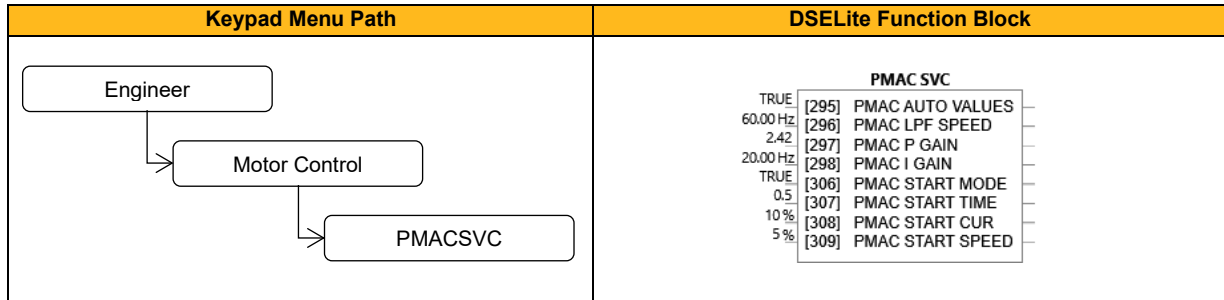 Keypad Menu Path
DSELite Function Block
Engineer
Motor Control
PMACSVC
PMAC SVC
TRUE [295] PMAC AUTO VALUES
60.00 Hz [296] PMAC LPF SPEED
2.42 [297] PMAC P GAIN
20.00 Hz [298] PMAC I GAIN
TRUE [306] PMAC START MODE
0.5 [307] PMAC START TIME
10 % [308] PMAC START CUR
5 % [309] PMAC START SPEED